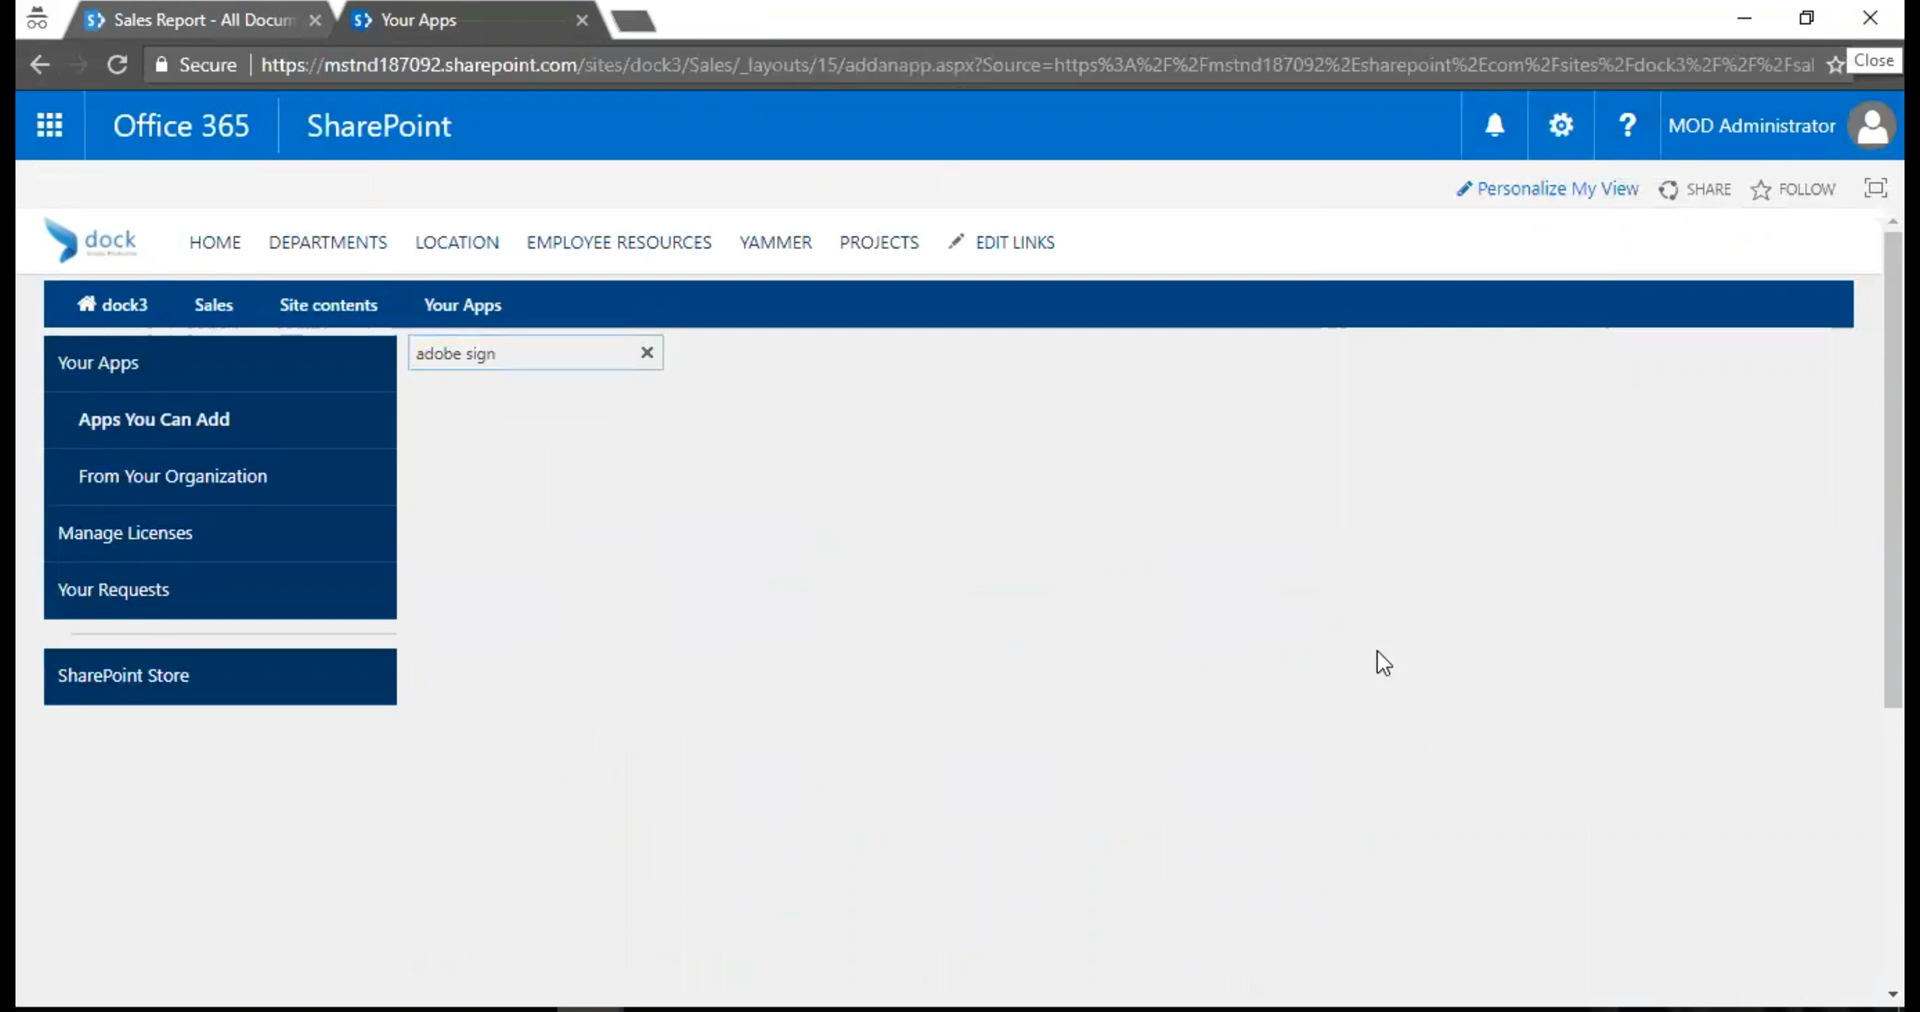 Sales Report - All Docum
Your Apps
Secure
https://mstnd187092.sharepoint.com/sites/dock3/Sales/_layouts/15/addanapp.aspx?Source=https%3A%2F%2Fmstnd187092%2Esharepoint%2Ecom%2Fsites%2Fdock3%2F%2F%2Fsal
Close
Office 365
SharePoint
?
MOD Administrator
Personalize My View
SHARE
FOLLOW
dock
HOME
DEPARTMENTS
LOCATION
EMPLOYEE RESOURCES
YAMMER
PROJECTS
EDIT LINKS
dock3
Sales
Site contents
Your Apps
adobe sign
Your Apps
Apps You Can Add
From Your Organization
Manage Licenses
Your Requests
SharePoint Store